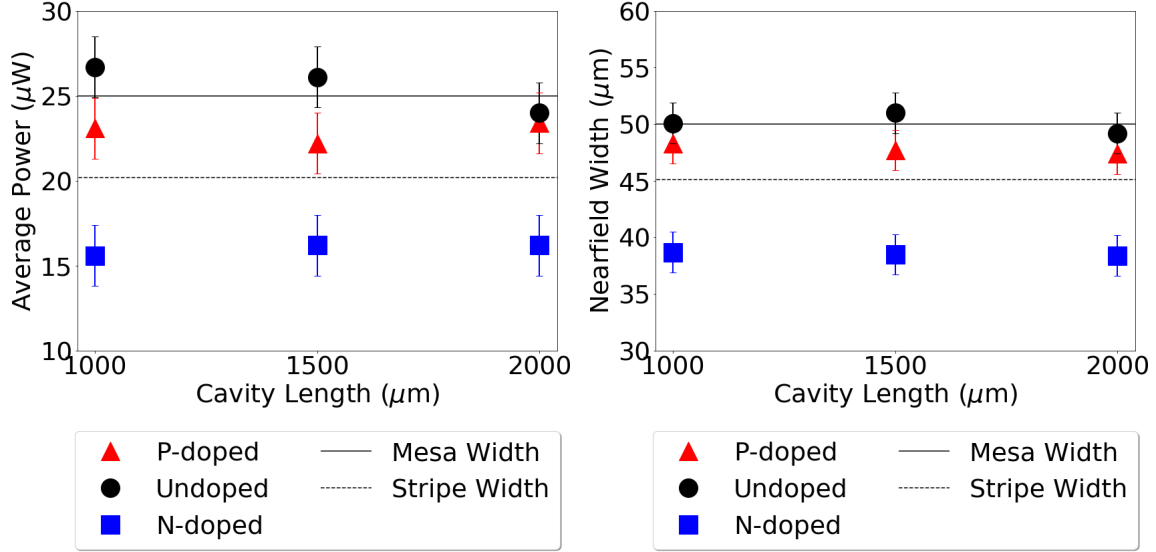 30
25
20
15
10
Average Power (μW)
1000
1500
2000
Cavity Length (μm)
P-doped
Undoped
N-doped
Mesa Width
Stripe Width
60
55
50
45
40
35
30
Nearfield Width (μm)
1000
1500
2000
Cavity Length (μm)
P-doped
Undoped
N-doped
Mesa Width
Stripe Width